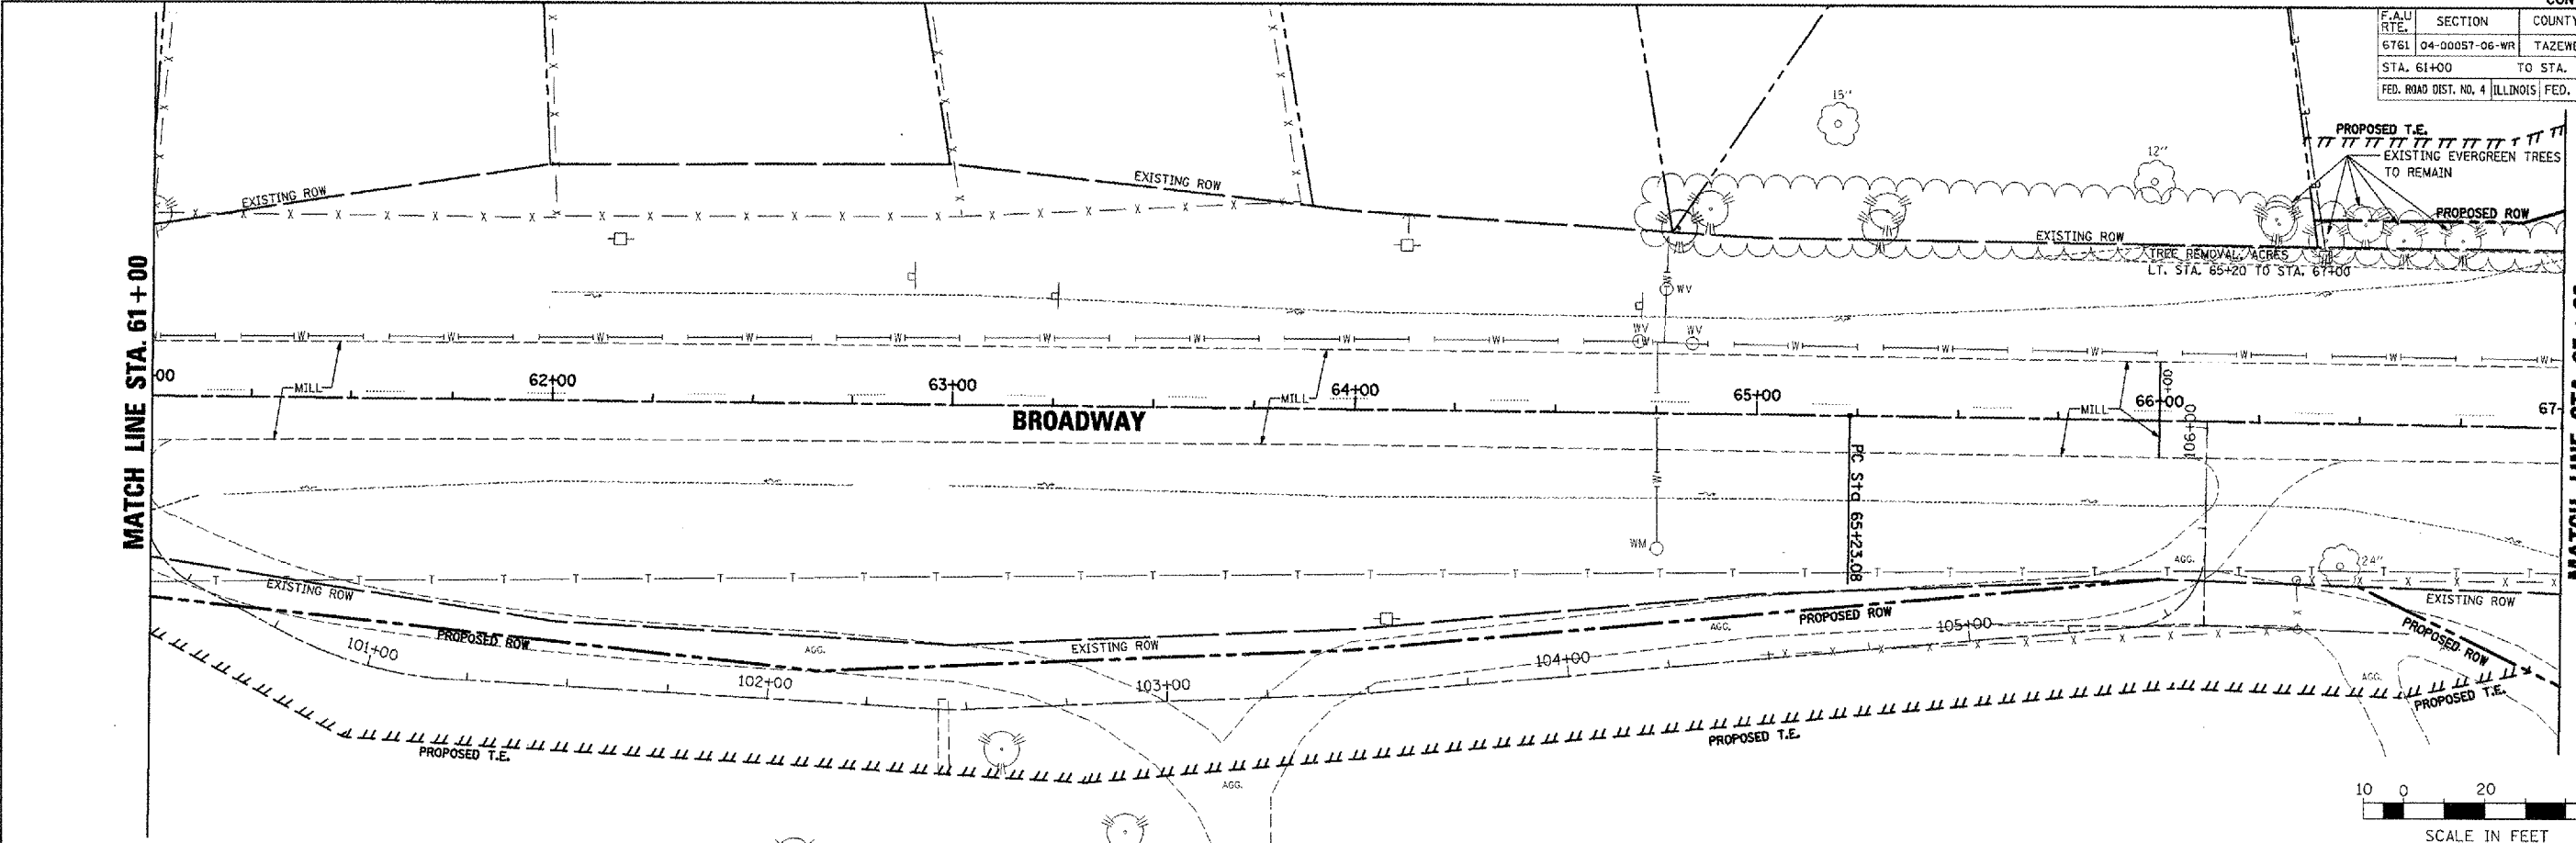 F.A.U RTE. SECTION
6761 04-00057-06-WR
STA. 61+00 TO STA.
FED. ROAD DIST. NO. 4 ILLINOIS FED.
15"
12"
PROPOSED T.E.
EXISTING EVERGREEN TREES
TO REMAIN
PROPOSED ROW
EXISTING ROW
EXISTING ROW
EXISTING ROW
TREE REMOVAL, ACRES
LT. STA. 65+20 TO STA. 67+00
MATCH LINE STA. 61+00
WV
WV
WV
MILL
62+00
63+00
MILL
64+00
65+00
MILL
66+00
66+00
106+00
BROADWAY
PC Sta 65+23.08
WM
AGG.
24"
EXISTING ROW
PROPOSED ROW
101+00
AGG.
102+00
EXISTING ROW
103+00
104+00
AGG.
PROPOSED ROW
105+00
EXISTING ROW
PROPOSED ROW
AGG.
PROPOSED T.E.
PROPOSED T.E.
PROPOSED T.E.
AGG.
10 0 20
SCALE IN FEET